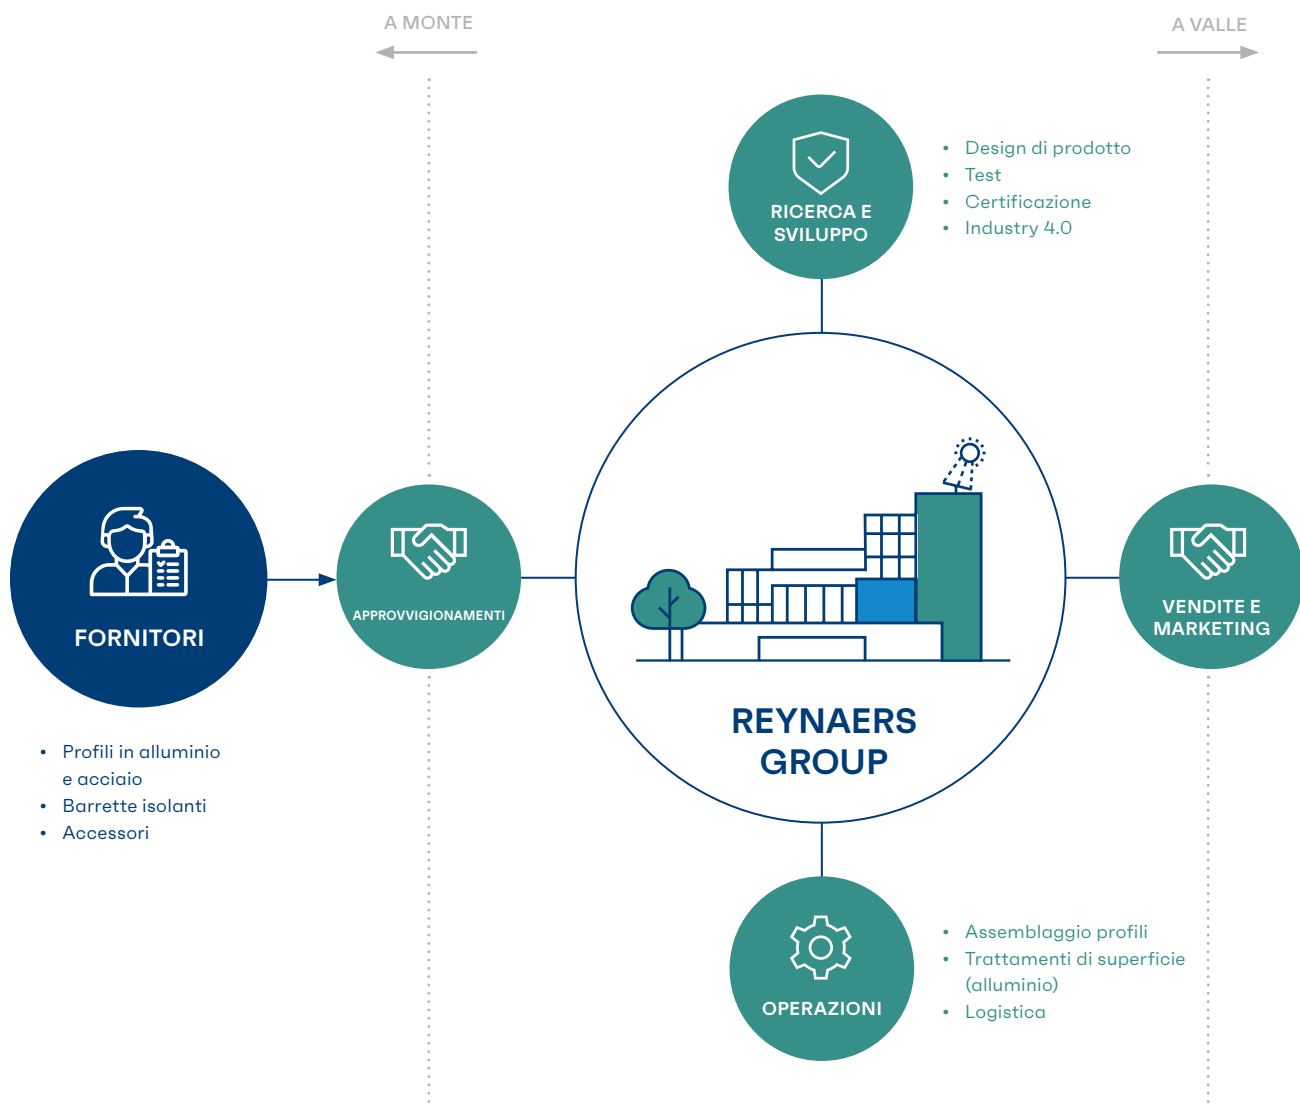 A MONTE
A VALLE
RICERCA E
SVILUPPO
• Design di prodotto
• Test
• Certificazione
• Industry 4.0
FORNITORI
• Profili in alluminio
e acciaio
• Barrette isolanti
• Accessori
APPROVVIGIONAMENTI
REYNAERS
GROUP
VENDITE E
MARKETING
OPERAZIONI
• Assemblaggio profili
• Trattamenti di superficie
(alluminio)
• Logistica